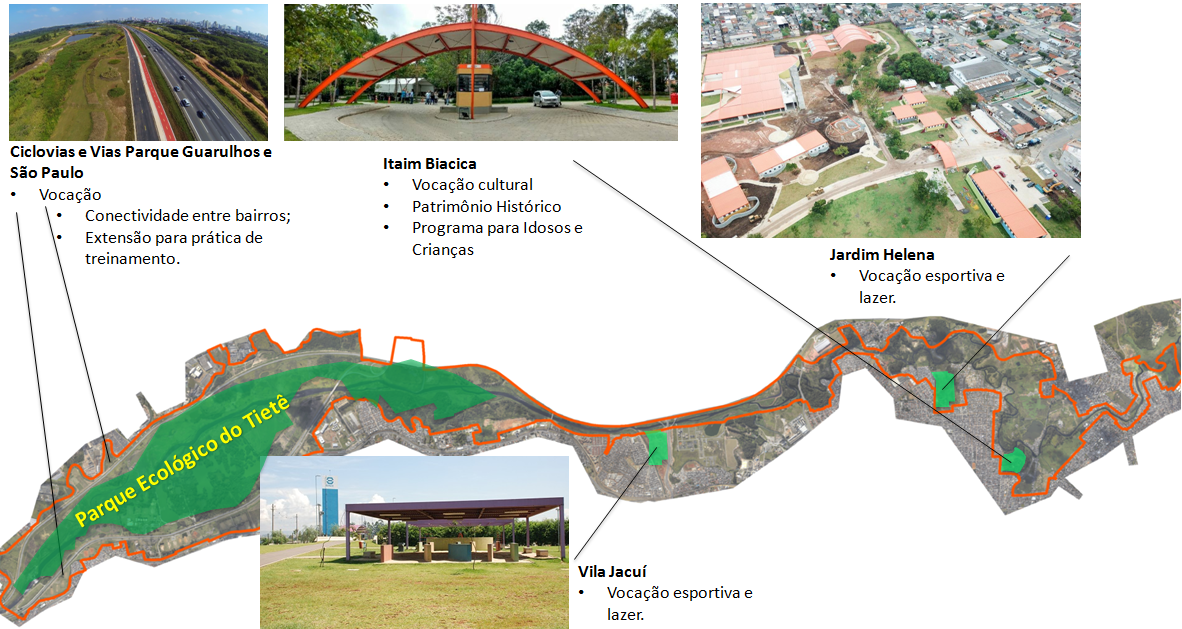 Ciclovias e Vias Parque Guarulhos e
São Paulo
• Vocação
• Conectividade entre bairros;
• Extensão para prática de
treinamento.
Itaim Biacica
• Vocação cultural
• Patrimônio Histórico
• Programa para Idosos e
Crianças
Jardim Helena
• Vocação esportiva e
lazer.
Parque Ecológico do Tietê
Vila Jacuí
• Vocação esportiva e
lazer.